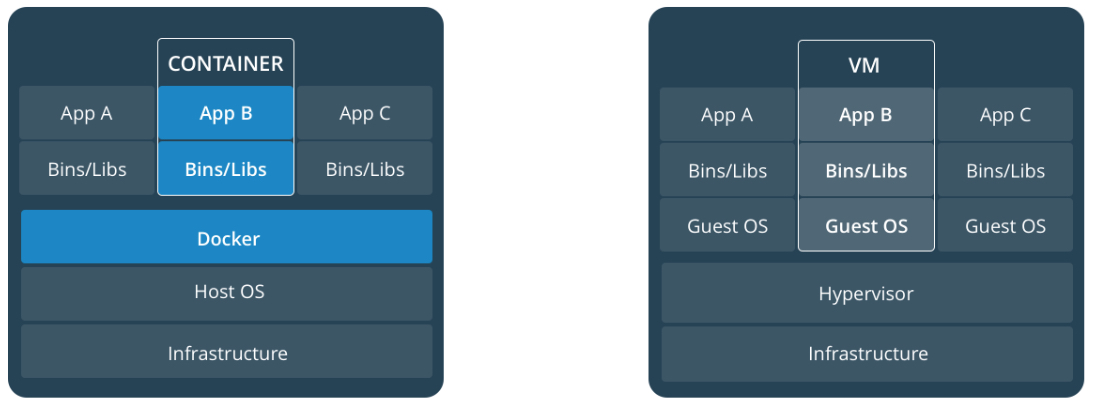 CONTAINER
App A App B App C
Bins/Libs Bins/Libs Bins/Libs
Docker
Host OS
Infrastructure
VM
App A App B App C
Bins/Libs Bins/Libs Bins/Libs
Guest OS Guest OS Guest OS
Hypervisor
Infrastructure